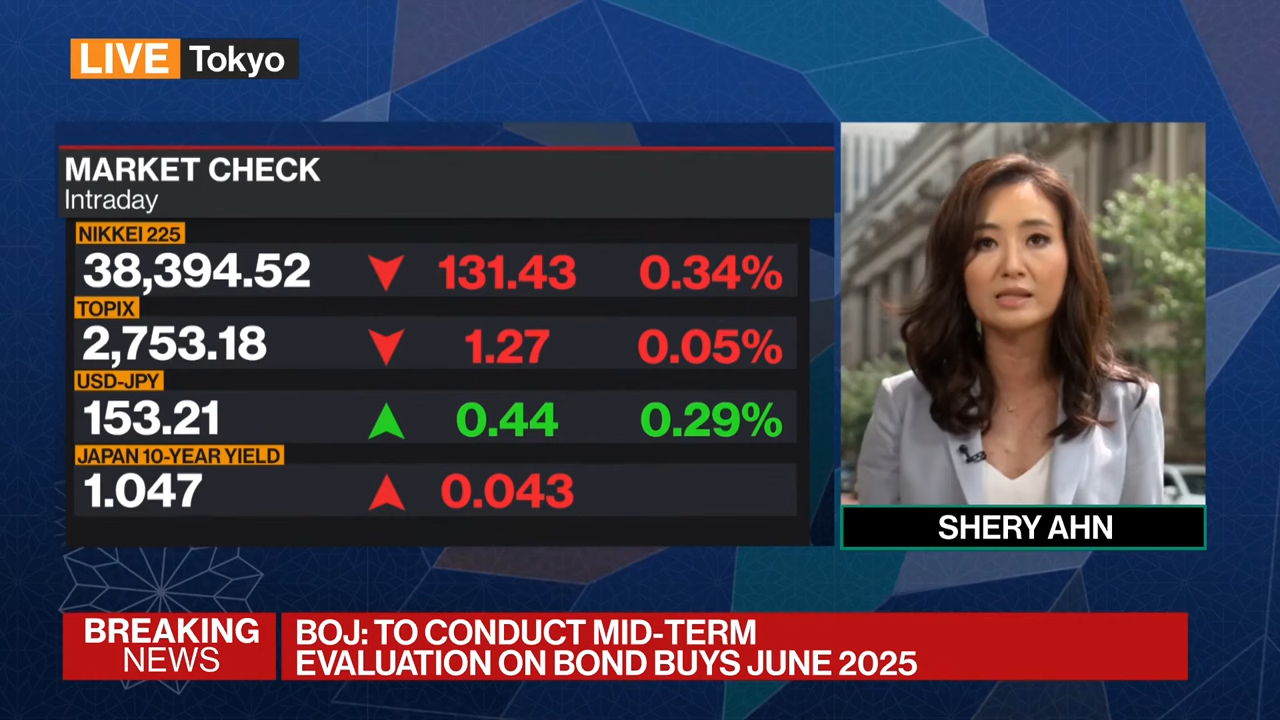 LIVE Tokyo
MARKET CHECK
Intraday
NIKKEI 225
38,394.52 ▼ 131.43 0.34%
TOPIX
2,753.18 ▼ 1.27 0.05%
USD-JPY
153.21 ▲ 0.44 0.29%
JAPAN 10-YEAR YIELD
1.047 ▲ 0.043
SHERY AHN
BREAKING
NEWS
BOJ: TO CONDUCT MID-TERM
EVALUATION ON BOND BUYS JUNE 2025